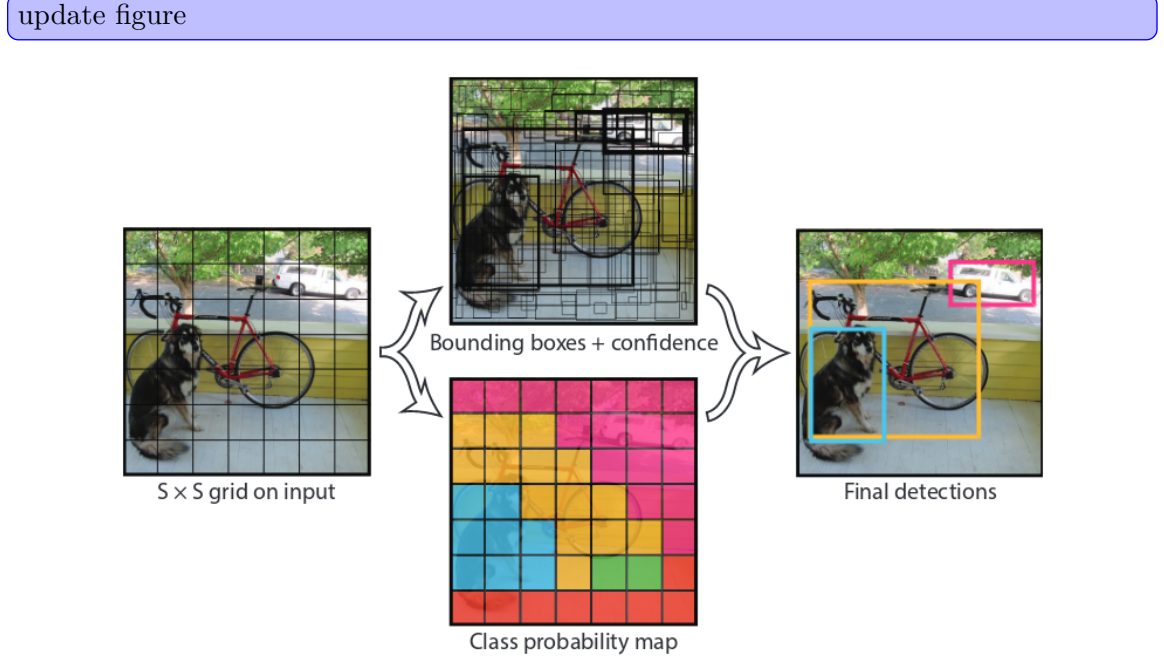 update figure
Bounding boxes + confidence
S × S grid on input
Final detections
Class probability map